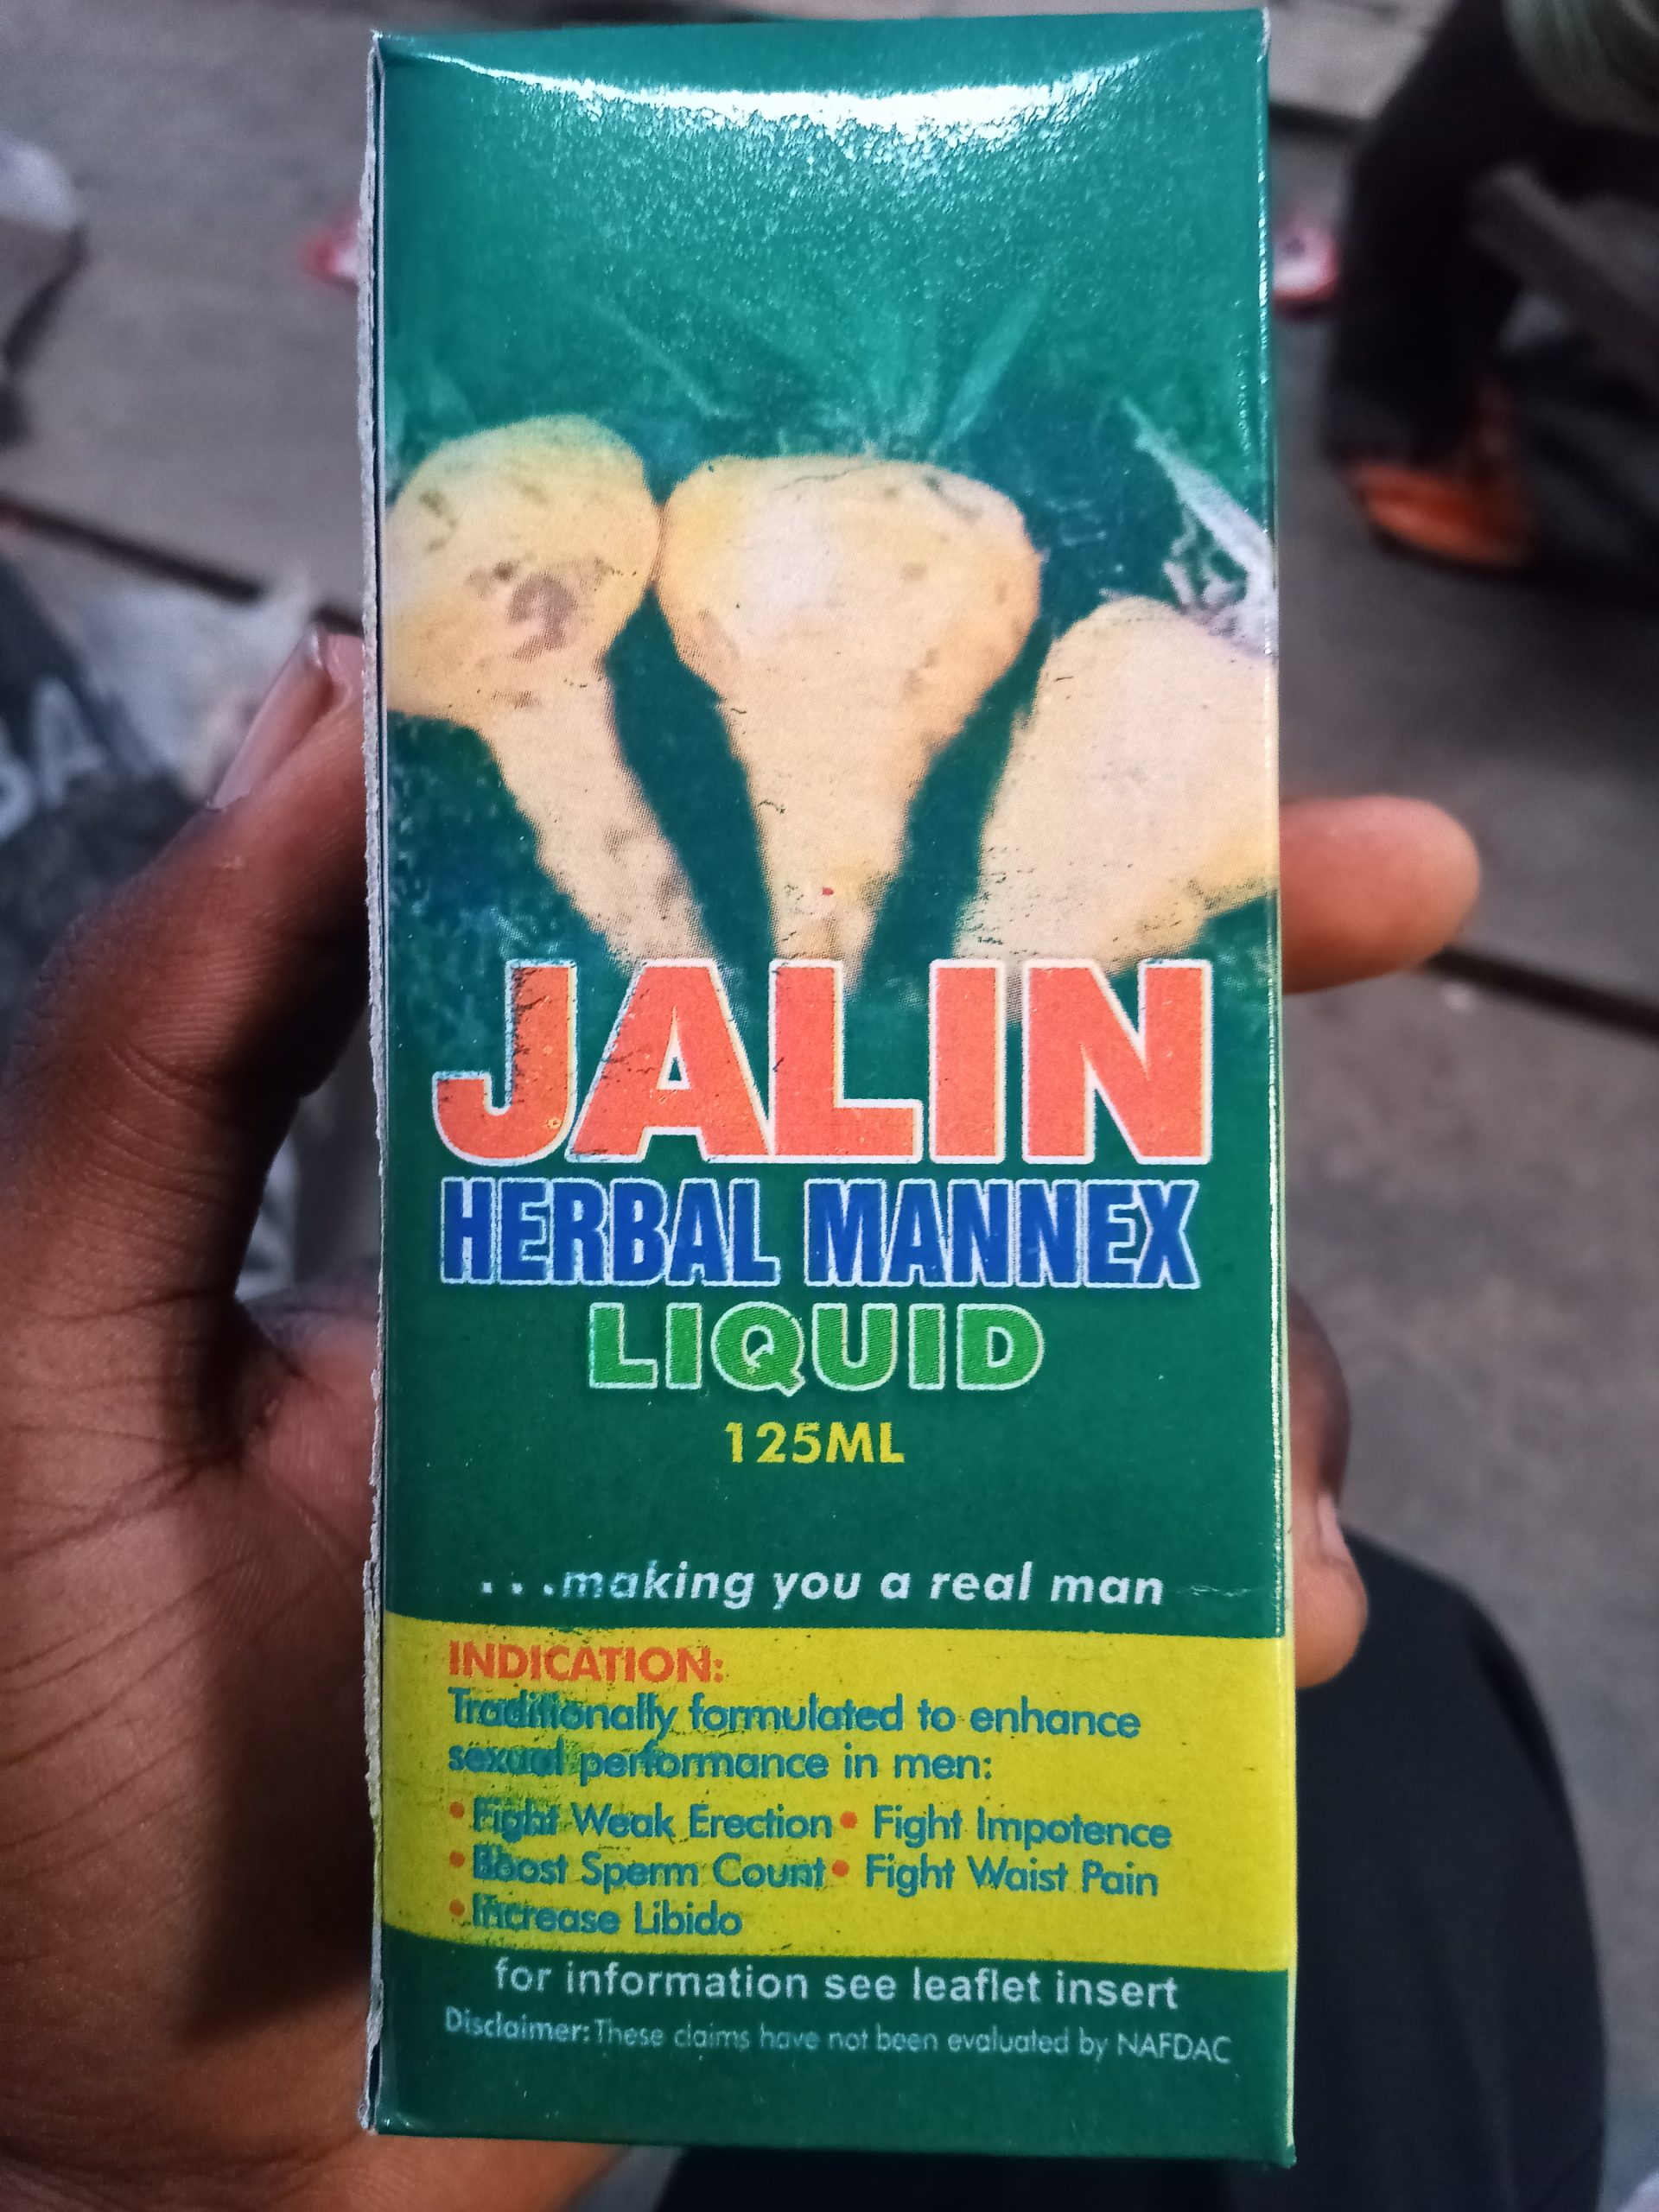 JALIN
HERBAL MANNEX
LIQUID
125ML
...making you a real man
INDICATION:
Traditionally formulated to enhance
sexual performance in men:
• Fight Weak Erection • Fight Impotence
• Boost Sperm Count • Fight Waist Pain
• Increase Libido
for information see leaflet insert
Disclaimer: These claims have not been evaluated by NAFDAC